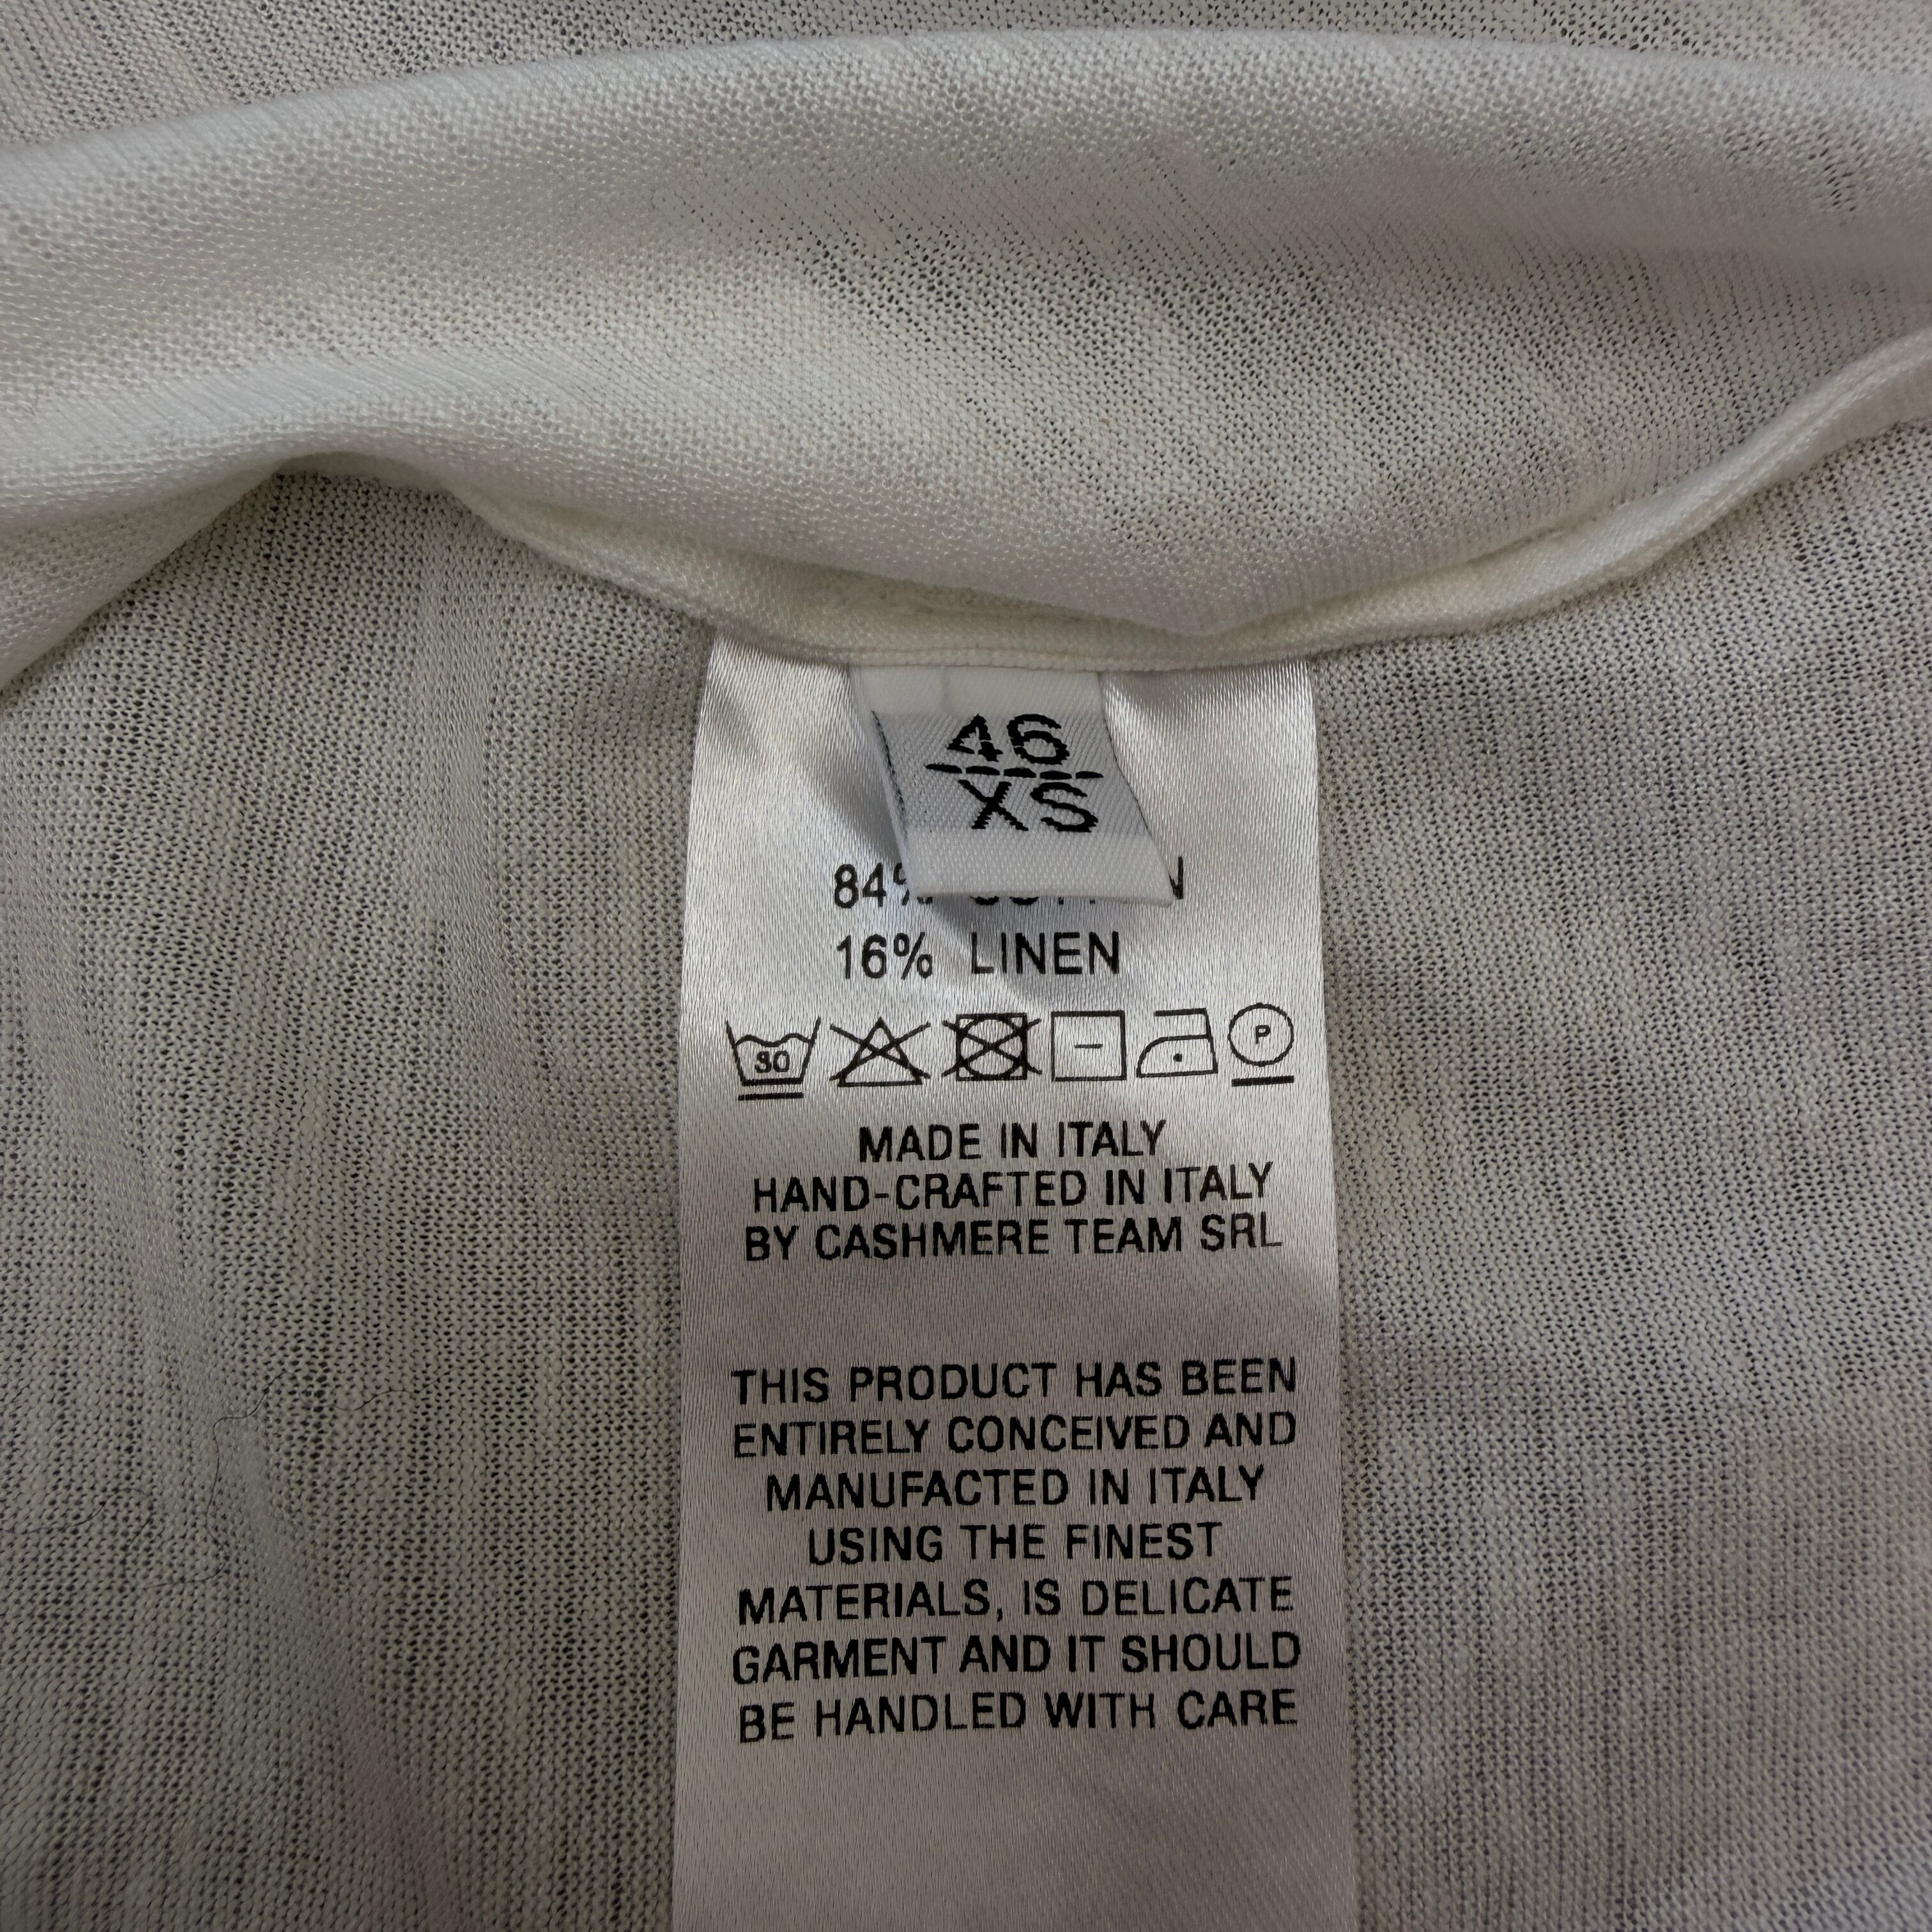 46
XS
84%
16% LINEN
30
P
MADE IN ITALY
HAND-CRAFTED IN ITALY
BY CASHMERE TEAM SRL
THIS PRODUCT HAS BEEN
ENTIRELY CONCEIVED AND
MANUFACTED IN ITALY
USING THE FINEST
MATERIALS, IS DELICATE
GARMENT AND IT SHOULD
BE HANDLED WITH CARE